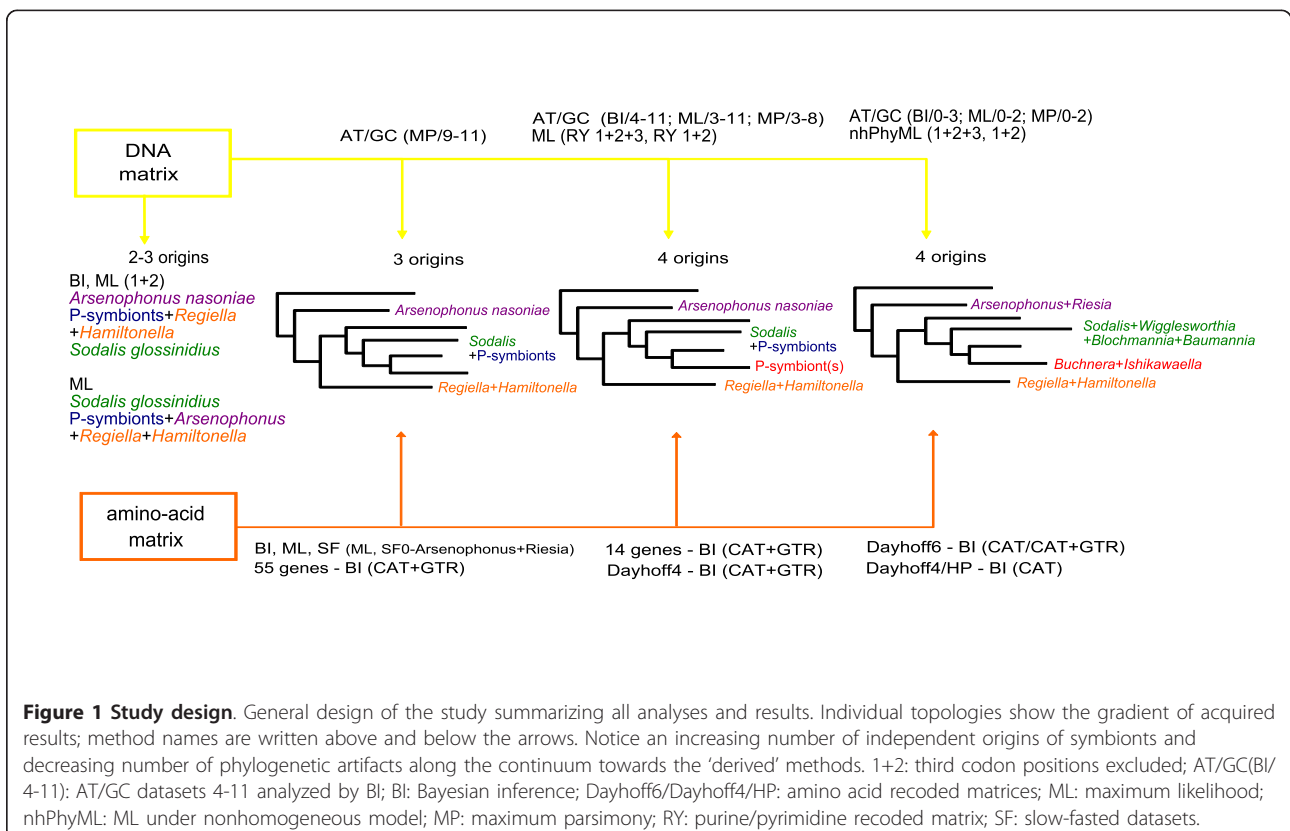 DNA
matrix
AT/GC (MP/9-11)
AT/GC (BI/4-11; ML/3-11; MP/3-8)
ML (RY 1+2+3, RY 1+2)
AT/GC (BI/0-3; ML/0-2; MP/0-2)
nhPhyML (1+2+3, 1+2)
2-3 origins
BI, ML (1+2)
Arsenophonus nasoniae
P-symbionts+Regiella
+Hamiltonella
Sodalis glossinidius
ML
Sodalis glossinidius
P-symbionts+Arsenophonus
+Regiella+Hamiltonella
3 origins
Arsenophonus nasoniae
Sodalis
+P-symbionts
Regiella+Hamiltonella
4 origins
Arsenophonus nasoniae
Sodalis
+P-symbionts
P-symbiont(s)
Regiella+Hamiltonella
4 origins
Arsenophonus+Riesia
Sodalis+Wigglesworthia
+Blochmannia+Baumannia
Buchnera+Ishikawaella
Regiella+Hamiltonella
amino-acid
matrix
BI, ML, SF (ML, SF0-Arsenophonus+Riesia)
55 genes - BI (CAT+GTR)
14 genes - BI (CAT+GTR)
Dayhoff4 - BI (CAT+GTR)
Dayhoff6 - BI (CAT/CAT+GTR)
Dayhoff4/HP - BI (CAT)
Figure 1 Study design. General design of the study summarizing all analyses and results. Individual topologies show the gradient of acquired
results; method names are written above and below the arrows. Notice an increasing number of independent origins of symbionts and
decreasing number of phylogenetic artifacts along the continuum towards the ‘derived’ methods. 1+2: third codon positions excluded; AT/GC(BI/
4-11): AT/GC datasets 4-11 analyzed by BI; BI: Bayesian inference; Dayhoff6/Dayhoff4/HP: amino acid recoded matrices; ML: maximum likelihood;
nhPhyML: ML under nonhomogeneous model; MP: maximum parsimony; RY: purine/pyrimidine recoded matrix; SF: slow-fasted datasets.